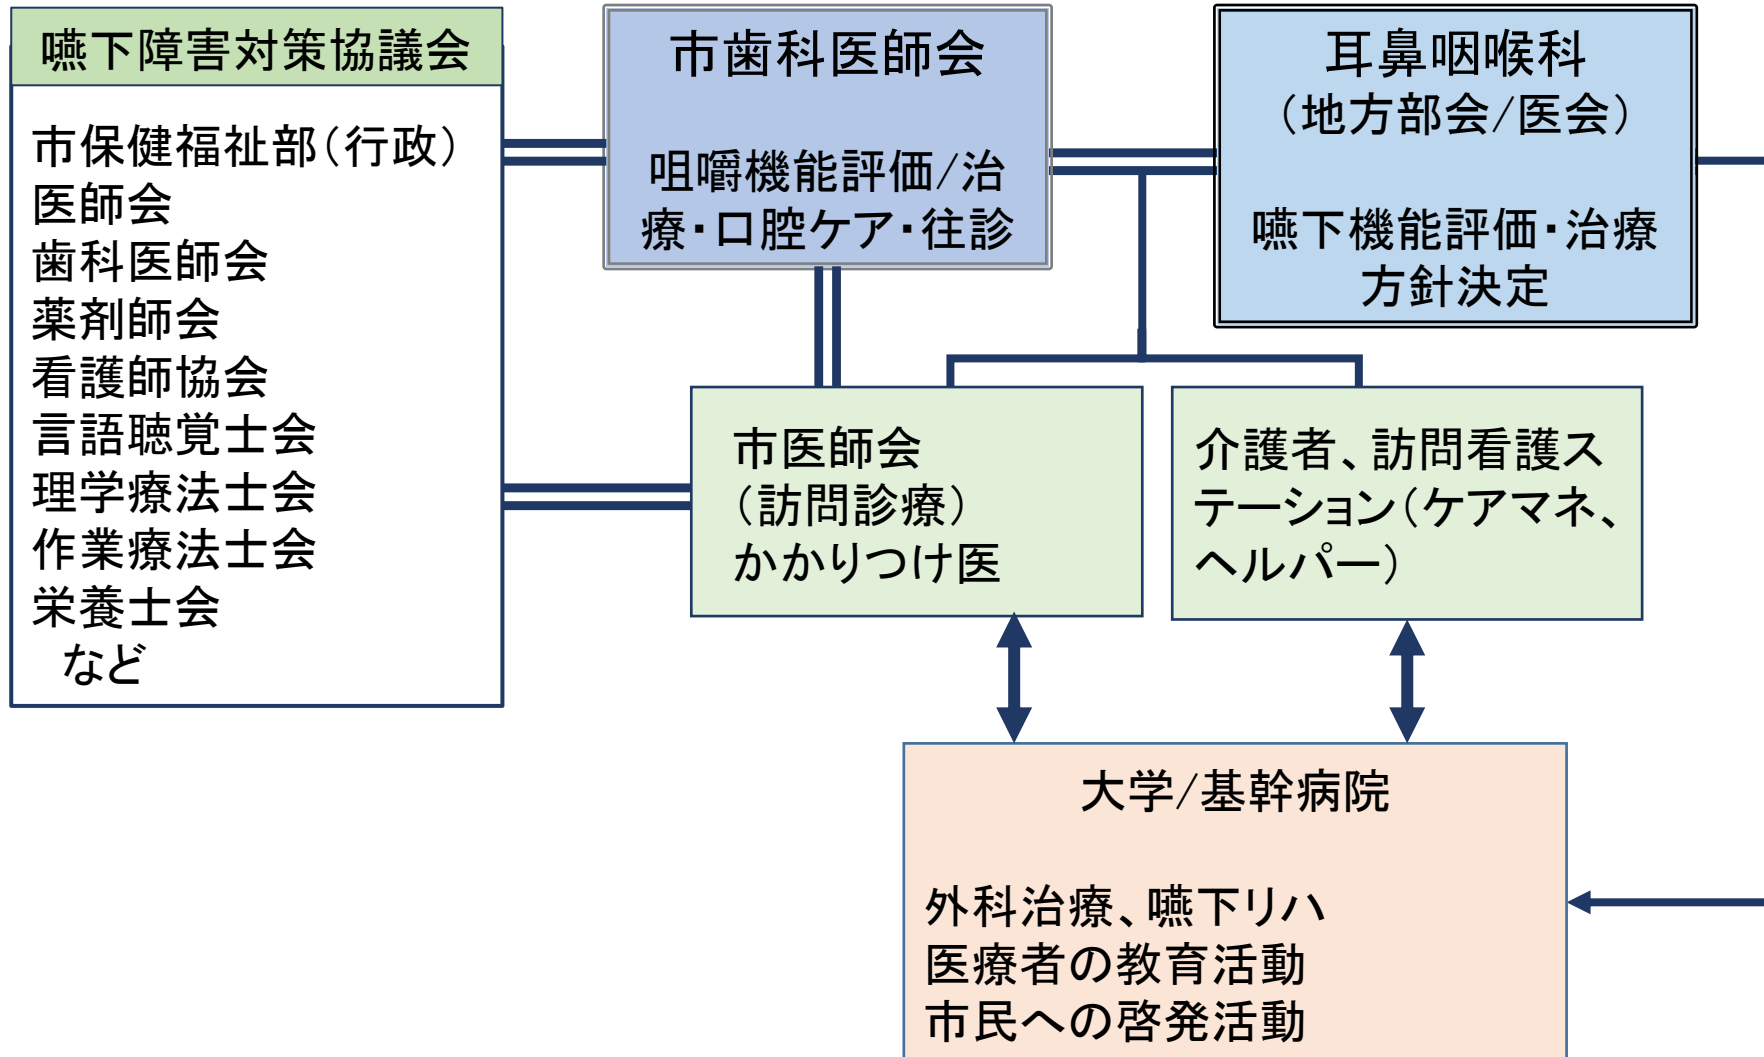 嚥下障害対策協議会
市保健福祉部（行政）
医師会
歯科医師会
薬剤師会
看護師協会
言語聴覚士会
理学療法士会
作業療法士会
栄養士会
など
市歯科医師会
咀嚼機能評価/治
療・口腔ケア・往診
耳鼻咽喉科
（地方部会/医会）
嚥下機能評価・治療
方針決定
市医師会
（訪問診療）
かかりつけ医
介護者、訪問看護ス
テーション（ケアマネ、
ヘルパー）
大学/基幹病院
外科治療、嚥下リハ
医療者の教育活動
市民への啓発活動